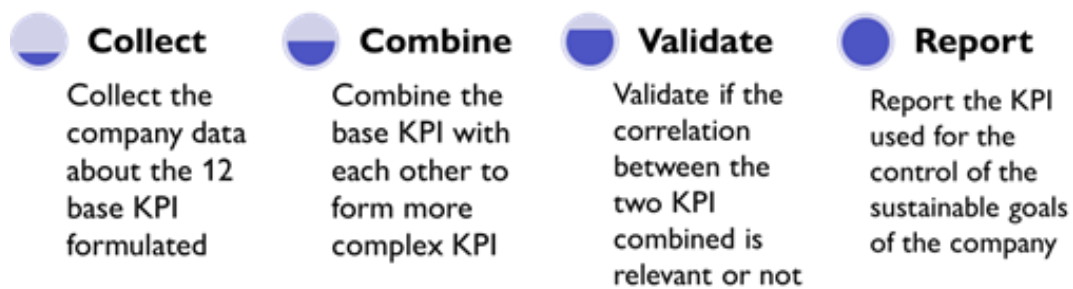 Collect
Collect the
company data
about the 12
base KPI
formulated
Combine
Combine the
base KPI with
each other to
form more
complex KPI
Validate
Validate if the
correlation
between the
two KPI
combined is
relevant or not
Report
Report the KPI
used for the
control of the
sustainable goals
of the company